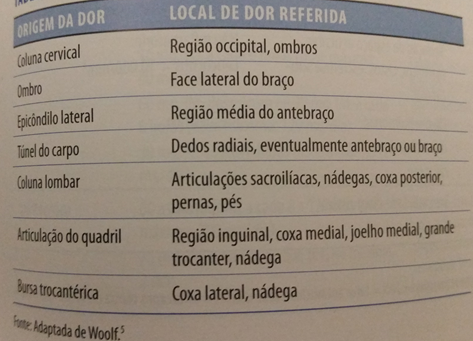 ORIGEM DA DOR LOCAL DE DOR REFERIDA
Coluna cervical Região occipital, ombros
Ombro Face lateral do braço
Epicôndilo lateral Região média do antebraço
Túnel do carpo Dedos radiais, eventualmente antebraço ou braço
Coluna lombar Articulações sacroilíacas, nádegas, coxa posterior,
pernas, pés
Articulação do quadril Região inguinal, coxa medial, joelho medial, grande
trocanter, nádega
Bursa trocantérica Coxa lateral, nádega
Fonte: Adaptada de Woolf.⁵